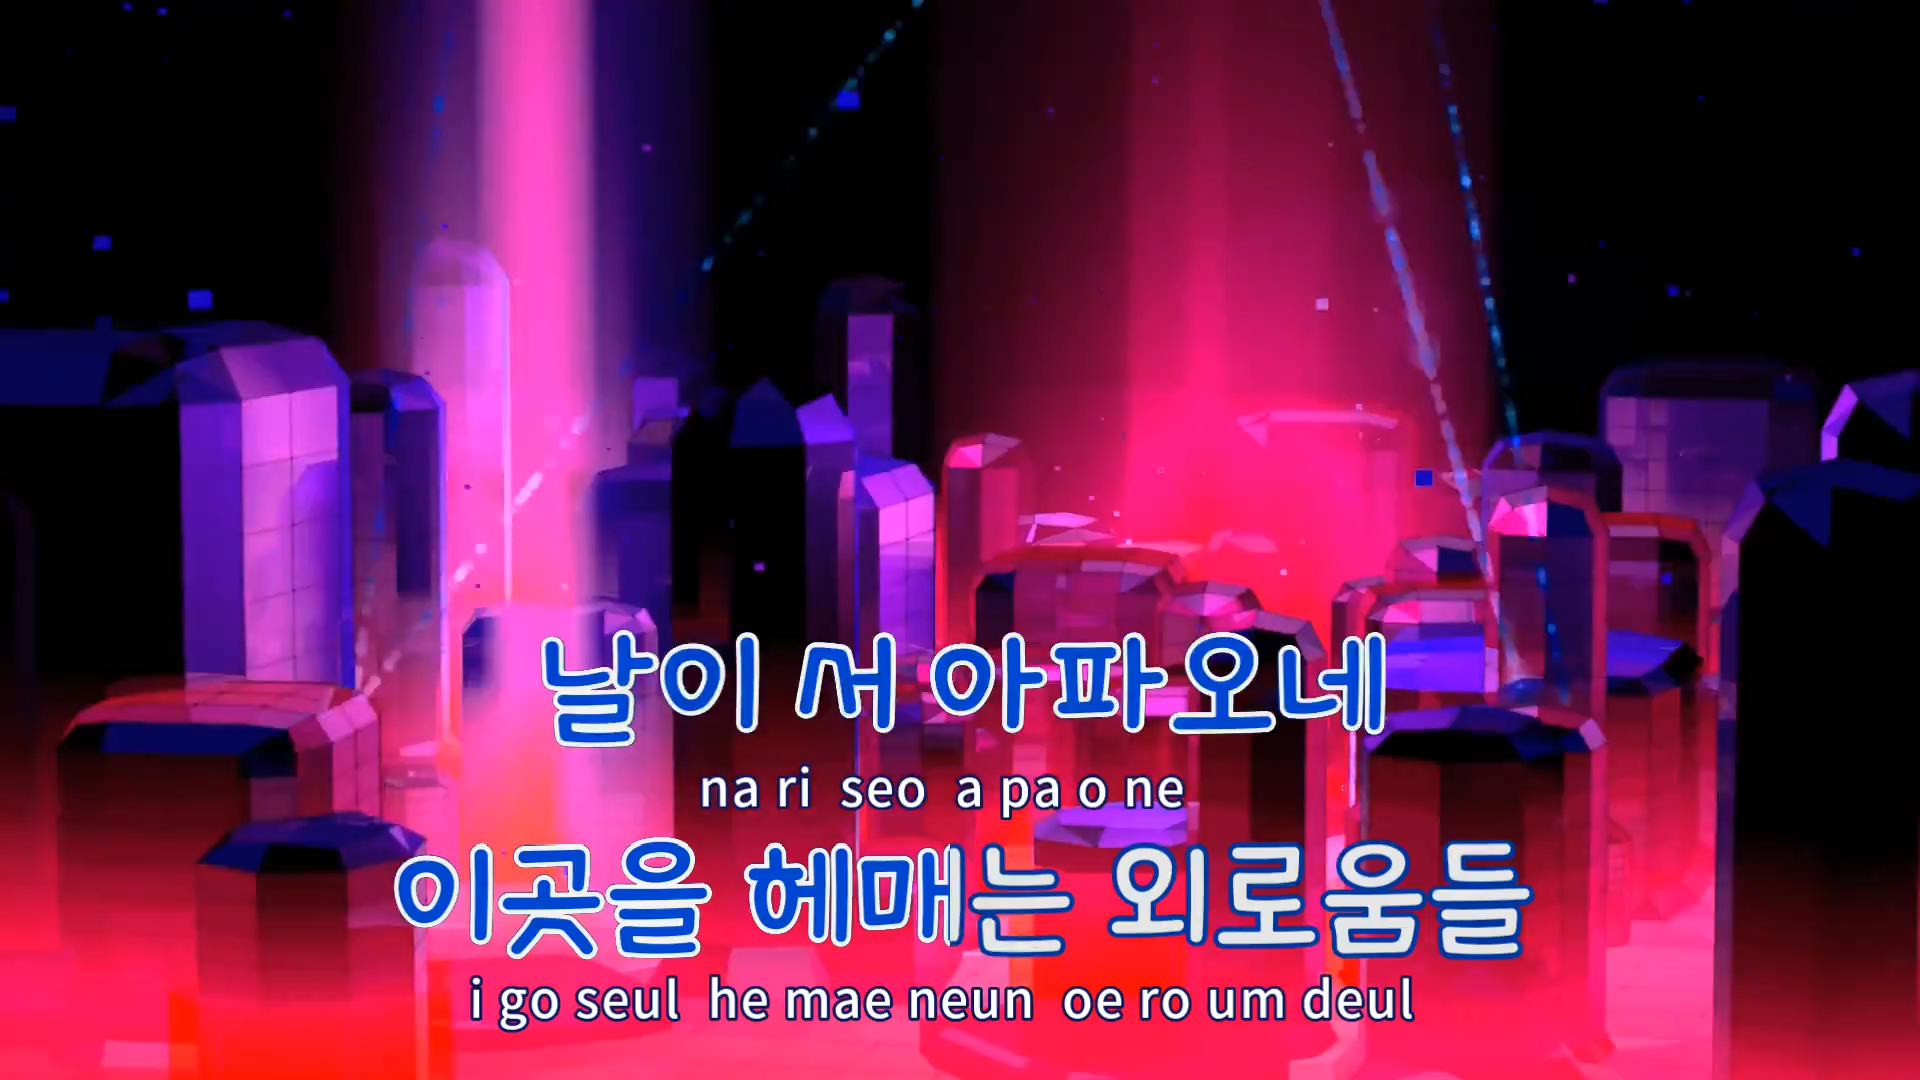 날이 서 아파오네
na ri seo a pa o ne
이곳을 헤매는 외로움들
i go seul he mae neun oe ro um deul